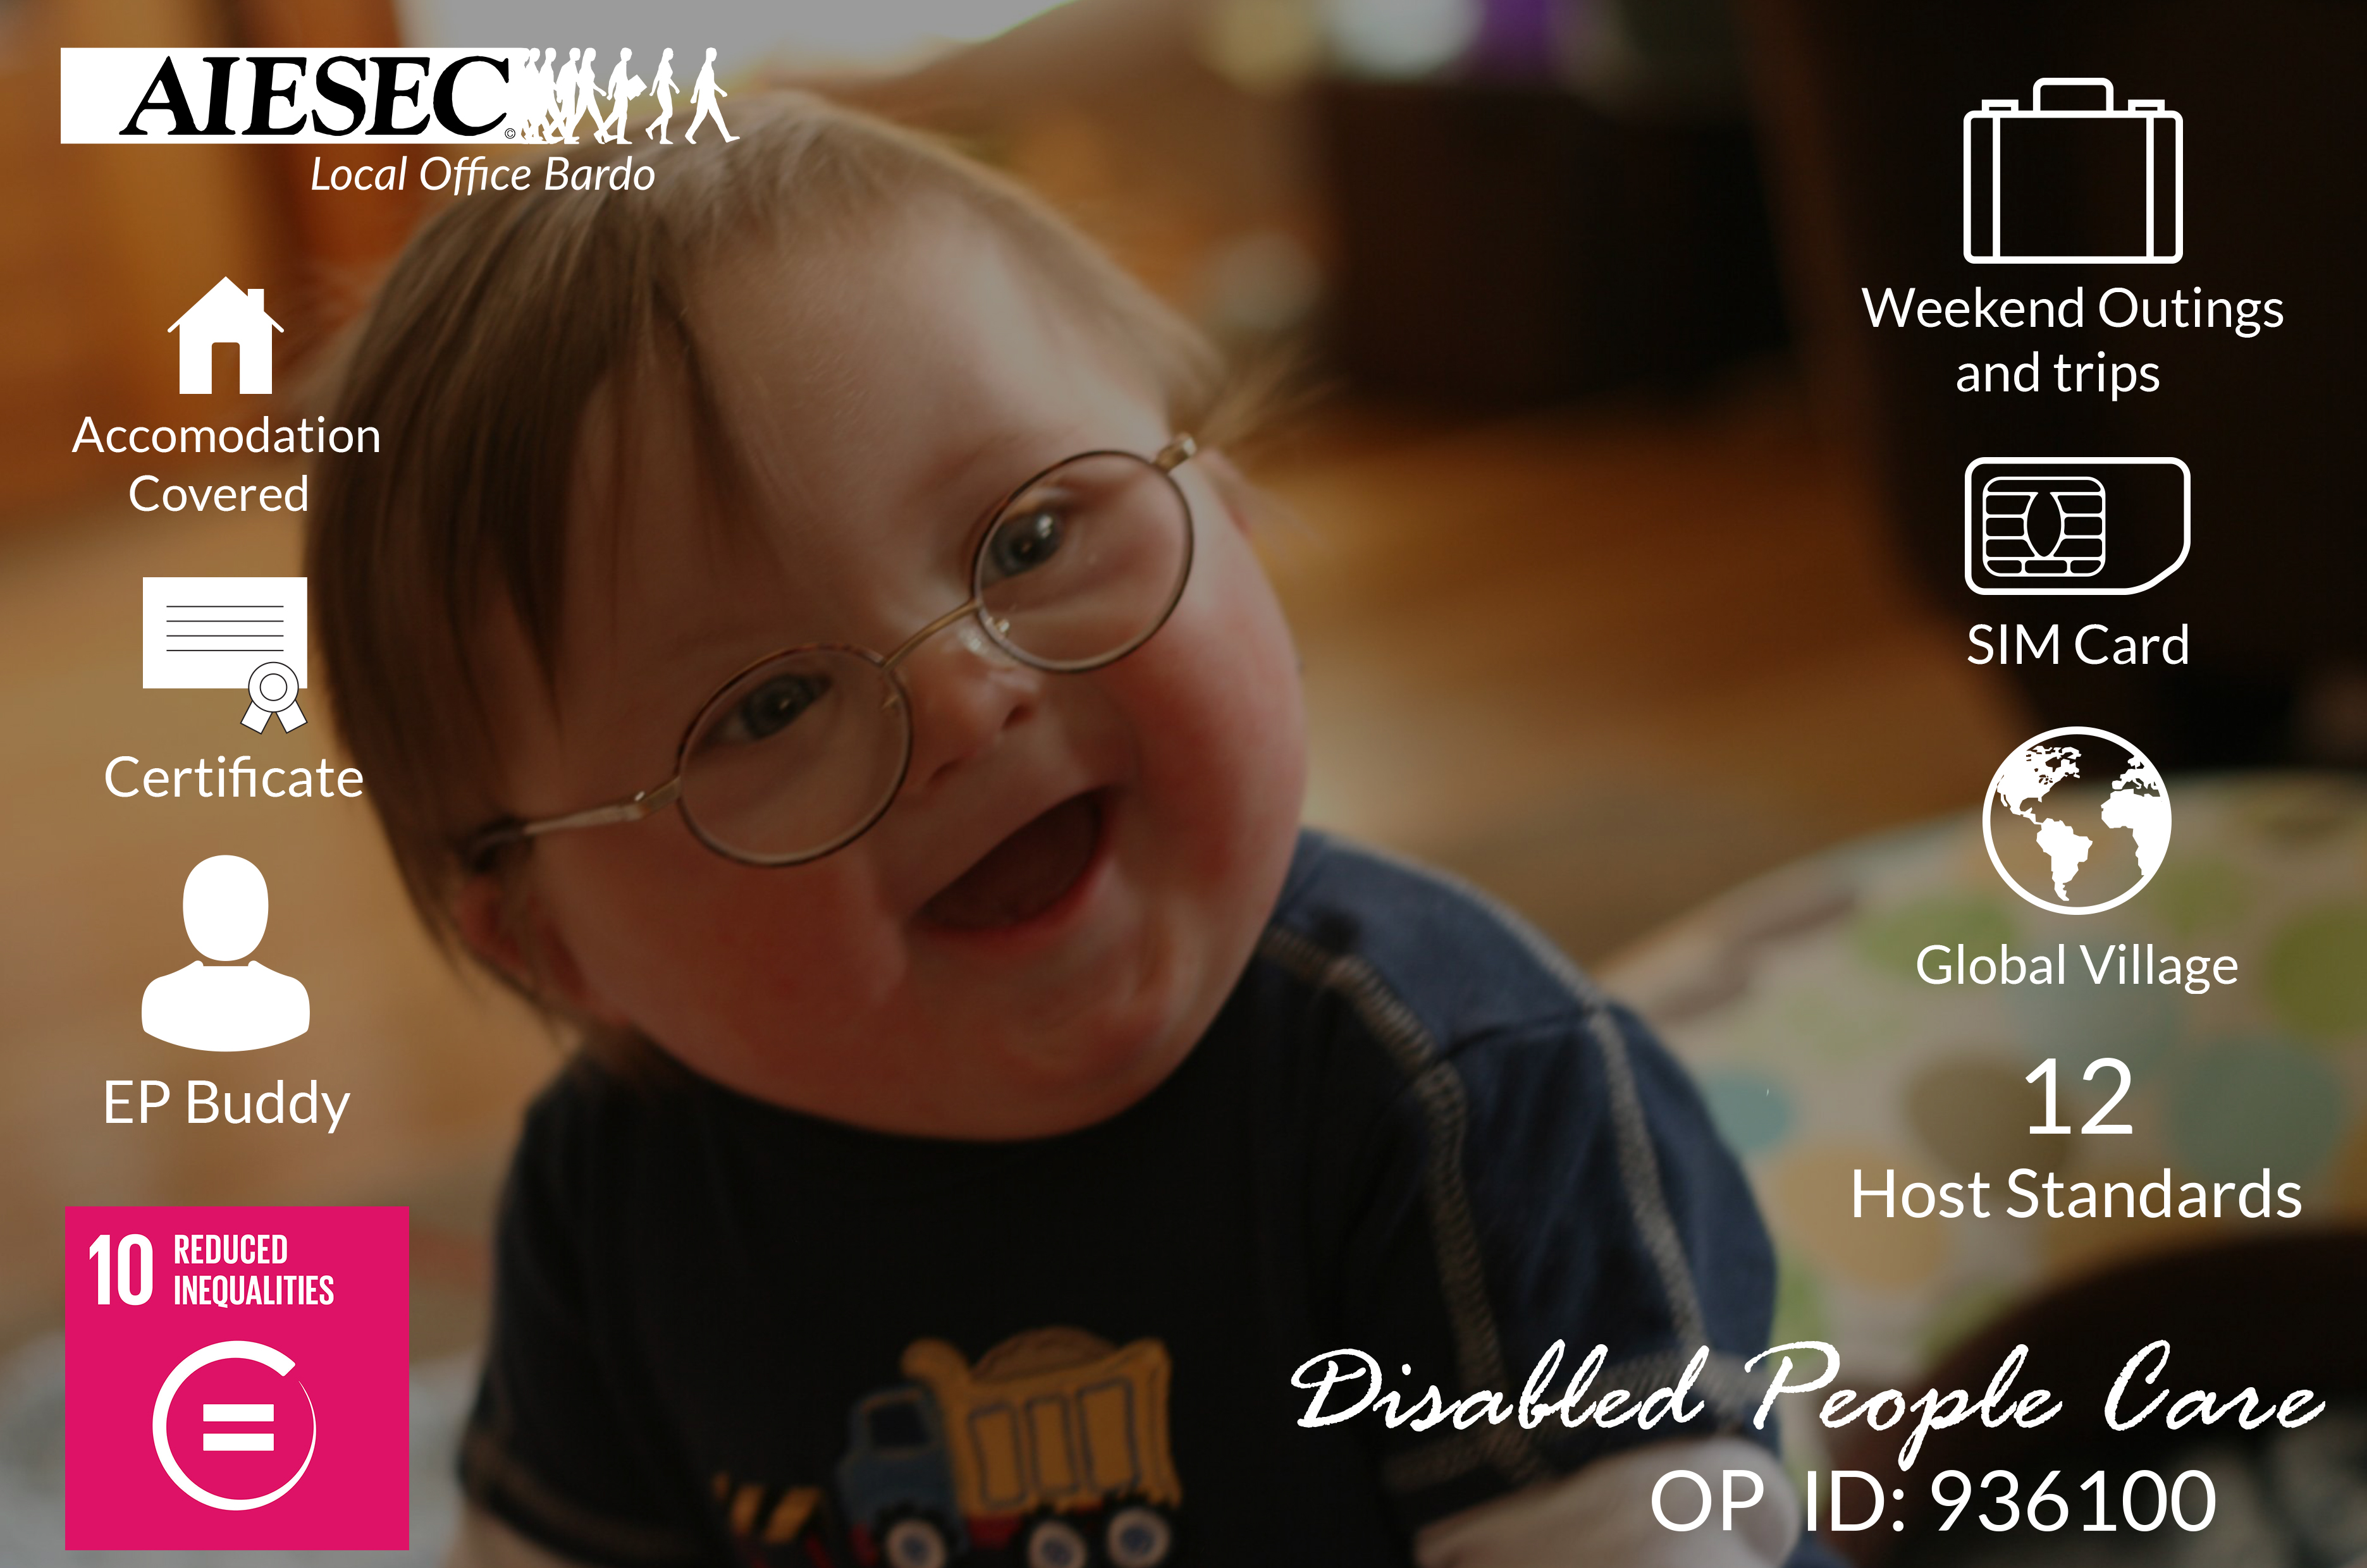 AIESEC
©
Local Office Bardo
Accomodation
Covered
Certificate
EP Buddy
10 REDUCED
INEQUALITIES
Weekend Outings
and trips
SIM Card
Global Village
12
Host Standards
Disabled People Care
OP ID: 936100